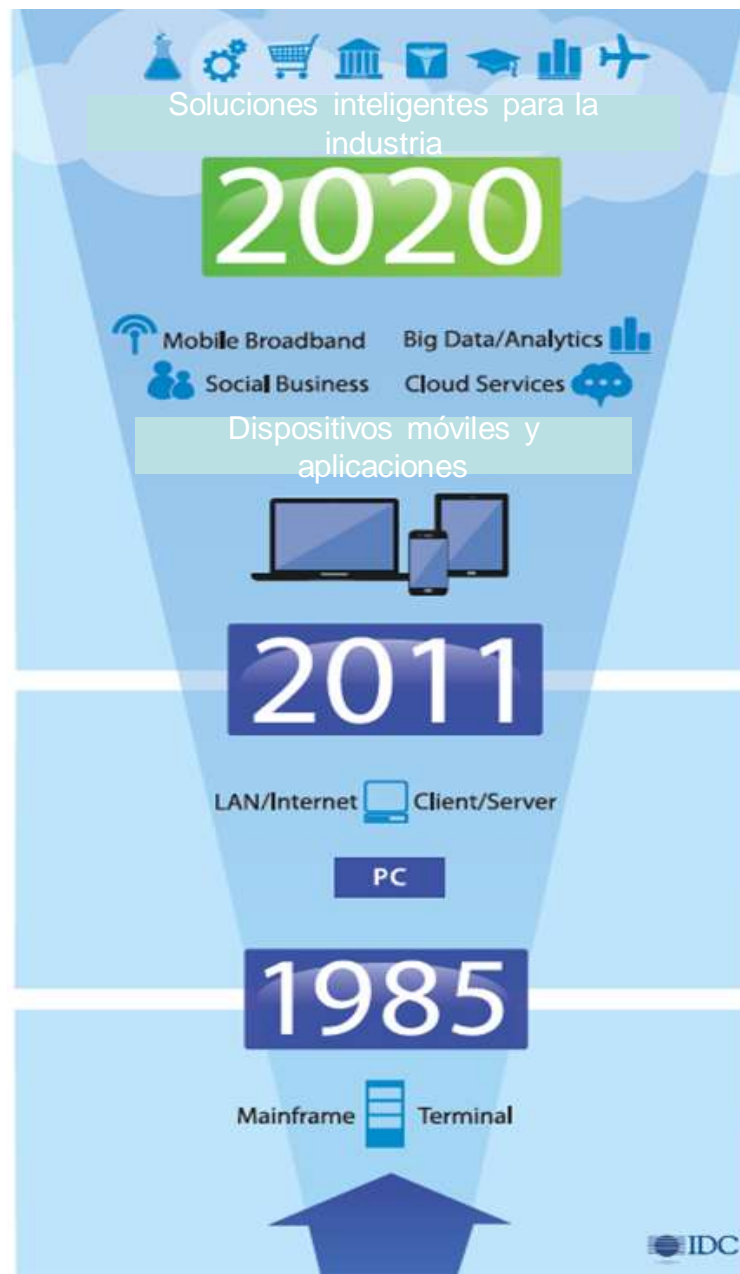 Soluciones inteligentes para la
industria
2020
Mobile Broadband Big Data/Analytics
Social Business Cloud Services
Dispositivos móviles y
aplicaciones
2011
LAN/Internet Client/Server
PC
1985
Mainframe Terminal
IDC